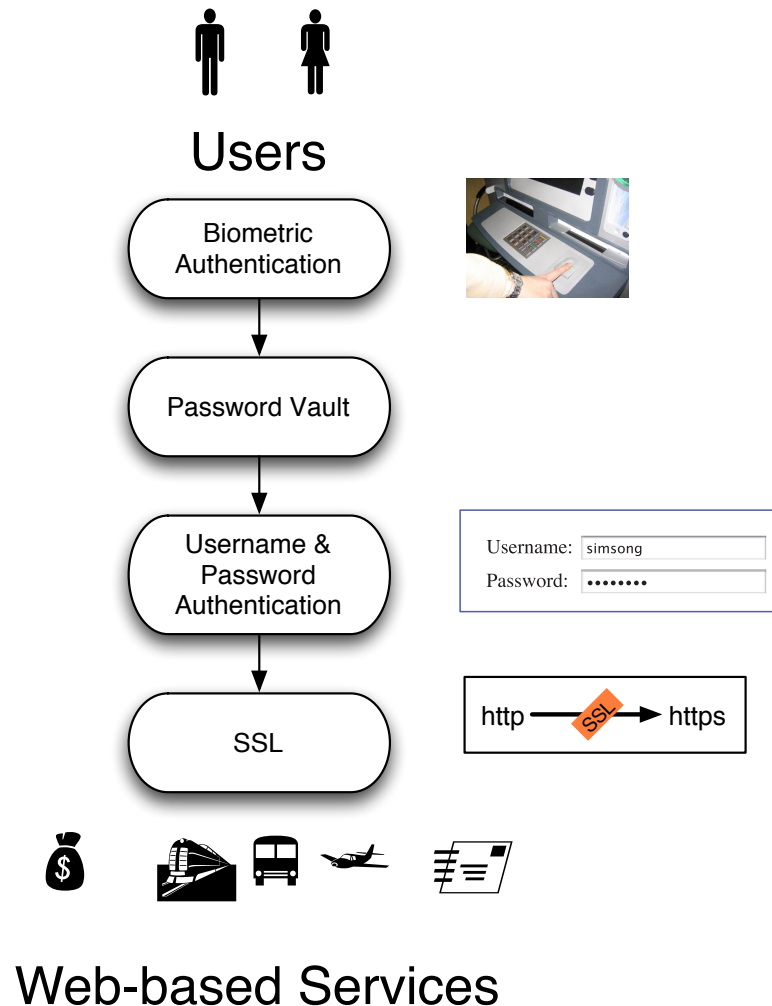 Users
Biometric
Authentication
Password Vault
Username &
Password
Authentication
Username: simsong
Password: ••••••••
SSL
http SSL https
$
Web-based Services